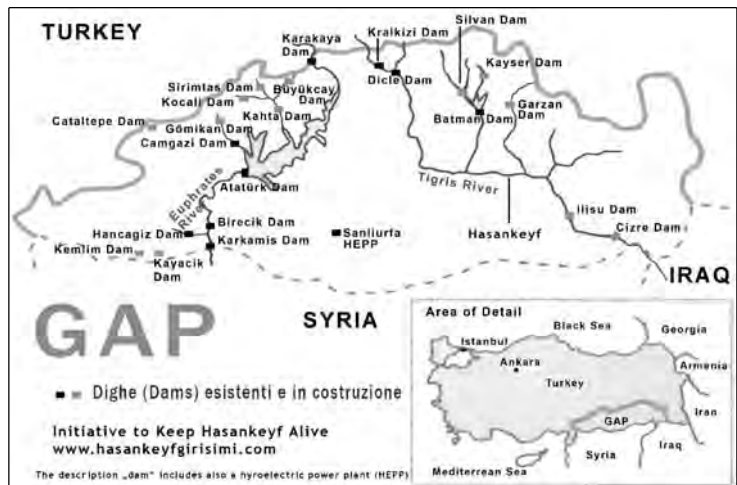 TURKEY
Karakaya
Dam
Kralkizi Dam
Silvan Dam
Kayser Dam
Sirimtas Dam
Büyükcay
Dam
Dicle Dam
Kocali Dam
Kahta Dam
Garzan
Dam
Cataltepe Dam
Gömikan Dam
Batman Dam
Camgazi Dam
Atatürk Dam
Tigris River
Euphrates
River
Birecik Dam
Ilisu Dam
Hancagiz Dam
Sanliurfa
HEPP
Hasankeyf
Cizre Dam
Kemlim Dam
Karkamis Dam
Kayacik
Dam
IRAQ
GAP
SYRIA
Area of Detail
Black Sea
Georgia
Istanbul
Ankara
Armenia
Turkey
Iran
GAP
Syria
Iraq
Mediterrean Sea
Dighe (Dams) esistenti e in costruzione
Initiative to Keep Hasankeyf Alive
www.hasankeyfgirisimi.com
The description „dam" includes also a hyroelectric power plant (HEPP)